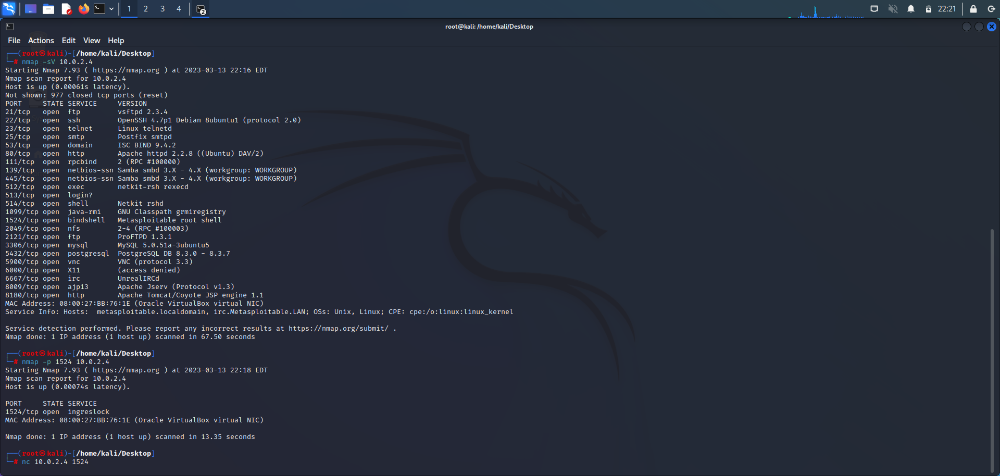 1 2 3 4 2 22:21
root@kali: /home/kali/Desktop
File Actions Edit View Help
┌──(root㉿kali)-[/home/kali/Desktop]
└─# nmap -sV 10.0.2.4
Starting Nmap 7.93 ( https://nmap.org ) at 2023-03-13 22:16 EDT
Nmap scan report for 10.0.2.4
Host is up (0.00061s latency).
Not shown: 977 closed tcp ports (reset)
PORT     STATE SERVICE     VERSION
21/tcp   open  ftp         vsftpd 2.3.4
22/tcp   open  ssh         OpenSSH 4.7p1 Debian 8ubuntu1 (protocol 2.0)
23/tcp   open  telnet      Linux telnetd
25/tcp   open  smtp        Postfix smtpd
53/tcp   open  domain      ISC BIND 9.4.2
80/tcp   open  http        Apache httpd 2.2.8 ((Ubuntu) DAV/2)
111/tcp  open  rpcbind     2 (RPC #100000)
139/tcp  open  netbios-ssn Samba smbd 3.X - 4.X (workgroup: WORKGROUP)
445/tcp  open  netbios-ssn Samba smbd 3.X - 4.X (workgroup: WORKGROUP)
512/tcp  open  exec        netkit-rsh rexecd
513/tcp  open  login?
514/tcp  open  shell       Netkit rshd
1099/tcp open  java-rmi    GNU Classpath grmiregistry
1524/tcp open  bindshell   Metasploitable root shell
2049/tcp open  nfs         2-4 (RPC #100003)
2121/tcp open  ftp         ProFTPD 1.3.1
3306/tcp open  mysql       MySQL 5.0.51a-3ubuntu5
5432/tcp open  postgresql  PostgreSQL DB 8.3.0 - 8.3.7
5900/tcp open  vnc         VNC (protocol 3.3)
6000/tcp open  X11         (access denied)
6667/tcp open  irc         UnrealIRCd
8009/tcp open  ajp13       Apache Jserv (Protocol v1.3)
8180/tcp open  http        Apache Tomcat/Coyote JSP engine 1.1
MAC Address: 08:00:27:BB:76:1E (Oracle VirtualBox virtual NIC)
Service Info: Hosts:  metasploitable.localdomain, irc.Metasploitable.LAN; OSs: Unix, Linux; CPE: cpe:/o:linux:linux_kernel
Service detection performed. Please report any incorrect results at https://nmap.org/submit/ .
Nmap done: 1 IP address (1 host up) scanned in 67.50 seconds
┌──(root㉿kali)-[/home/kali/Desktop]
└─# nmap -p 1524 10.0.2.4
Starting Nmap 7.93 ( https://nmap.org ) at 2023-03-13 22:18 EDT
Nmap scan report for 10.0.2.4
Host is up (0.00074s latency).
PORT     STATE SERVICE
1524/tcp open  ingreslock
MAC Address: 08:00:27:BB:76:1E (Oracle VirtualBox virtual NIC)
Nmap done: 1 IP address (1 host up) scanned in 13.35 seconds
┌──(root㉿kali)-[/home/kali/Desktop]
└─# nc 10.0.2.4 1524